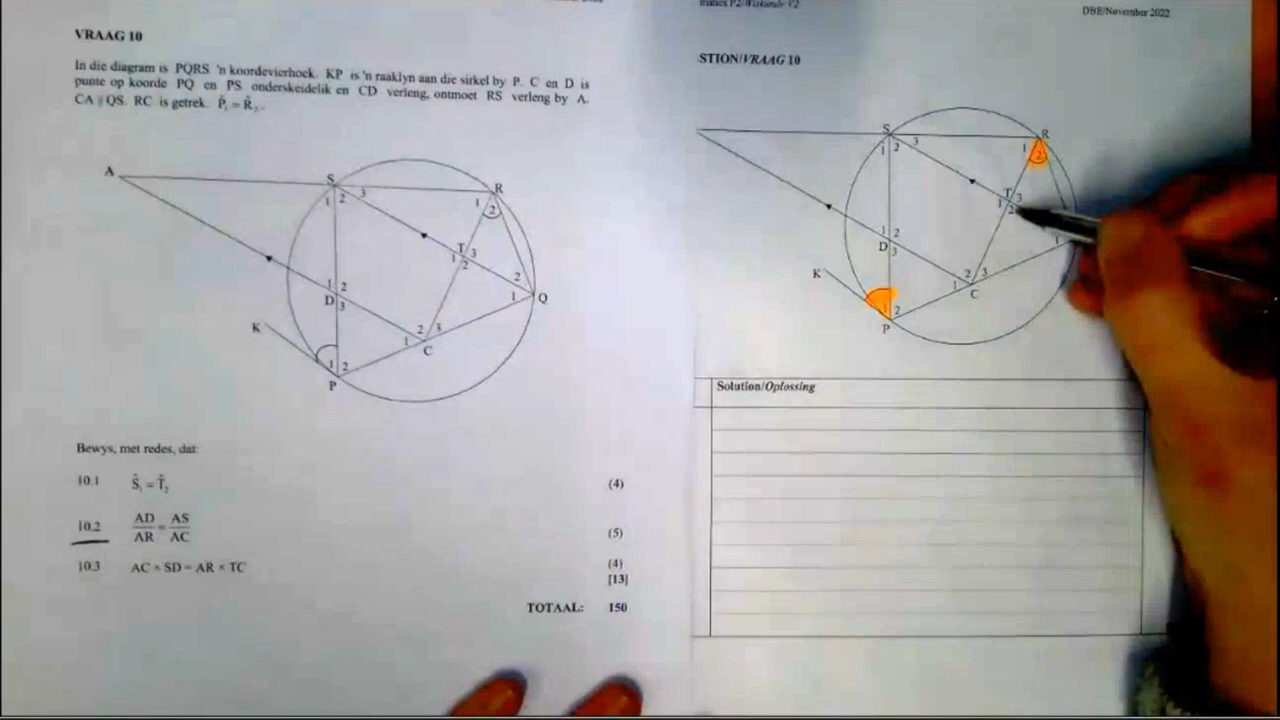 DBE/November 2022
VRAAG 10
In die diagram is PQRS 'n koordevierhoek. KP is 'n raaklyn aan die sirkel by P. C en D is
punte op koorde PQ en PS onderskeidelik en CD verleng, ontmoet RS verleng by A.
CA || QS. RC is getrek. P̂₁ = R̂₂.
A
S
R
1
2
3
1
2
T
1
2
3
2
1
Q
D
1
2
3
K
2
3
1
C
1
2
P
Bewys, met redes, dat:
10.1 Ŝ₁ = T̂₂ (4)
10.2 AD/AR = AS/AC (5)
10.3 AC × SD = AR × TC (4)
[13]
TOTAAL: 150
STION/VRAAG 10
S
R
1
2
3
1
2
T
1
2
3
D
1
2
3
1
K
2
3
1
C
1
2
P
Solution/Oplossing